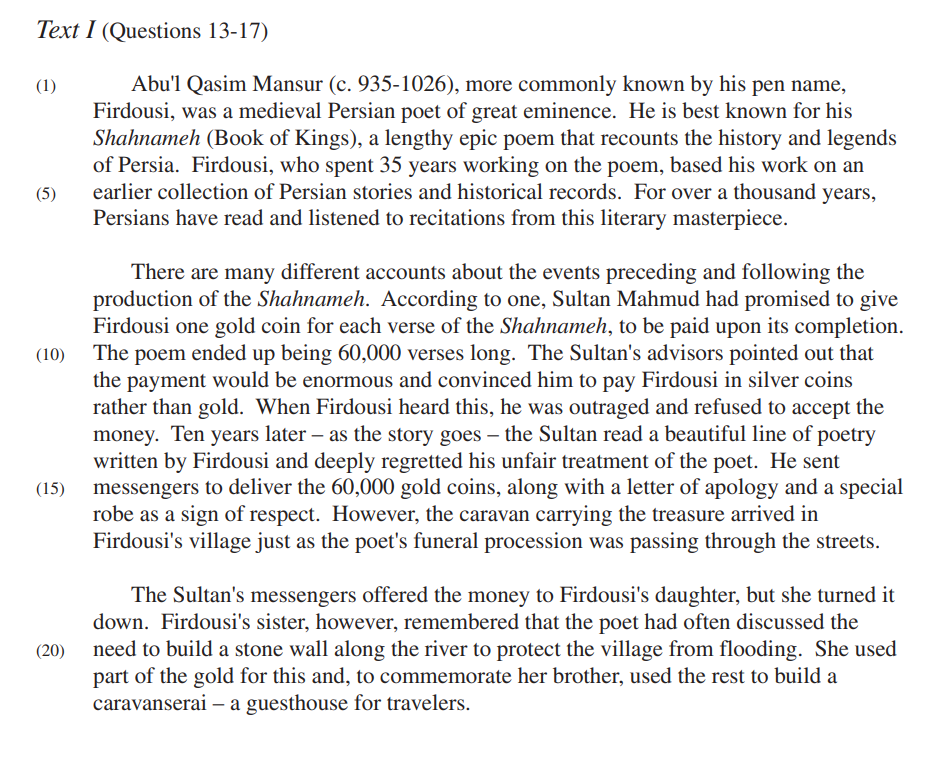 Text I (Questions 13-17)
(1) Abu'l Qasim Mansur (c. 935-1026), more commonly known by his pen name,
Firdousi, was a medieval Persian poet of great eminence. He is best known for his
Shahnameh (Book of Kings), a lengthy epic poem that recounts the history and legends
of Persia. Firdousi, who spent 35 years working on the poem, based his work on an
(5) earlier collection of Persian stories and historical records. For over a thousand years,
Persians have read and listened to recitations from this literary masterpiece.
There are many different accounts about the events preceding and following the
production of the Shahnameh. According to one, Sultan Mahmud had promised to give
Firdousi one gold coin for each verse of the Shahnameh, to be paid upon its completion.
(10) The poem ended up being 60,000 verses long. The Sultan's advisors pointed out that
the payment would be enormous and convinced him to pay Firdousi in silver coins
rather than gold. When Firdousi heard this, he was outraged and refused to accept the
money. Ten years later – as the story goes – the Sultan read a beautiful line of poetry
written by Firdousi and deeply regretted his unfair treatment of the poet. He sent
(15) messengers to deliver the 60,000 gold coins, along with a letter of apology and a special
robe as a sign of respect. However, the caravan carrying the treasure arrived in
Firdousi's village just as the poet's funeral procession was passing through the streets.
The Sultan's messengers offered the money to Firdousi's daughter, but she turned it
down. Firdousi's sister, however, remembered that the poet had often discussed the
(20) need to build a stone wall along the river to protect the village from flooding. She used
part of the gold for this and, to commemorate her brother, used the rest to build a
caravanserai – a guesthouse for travelers.